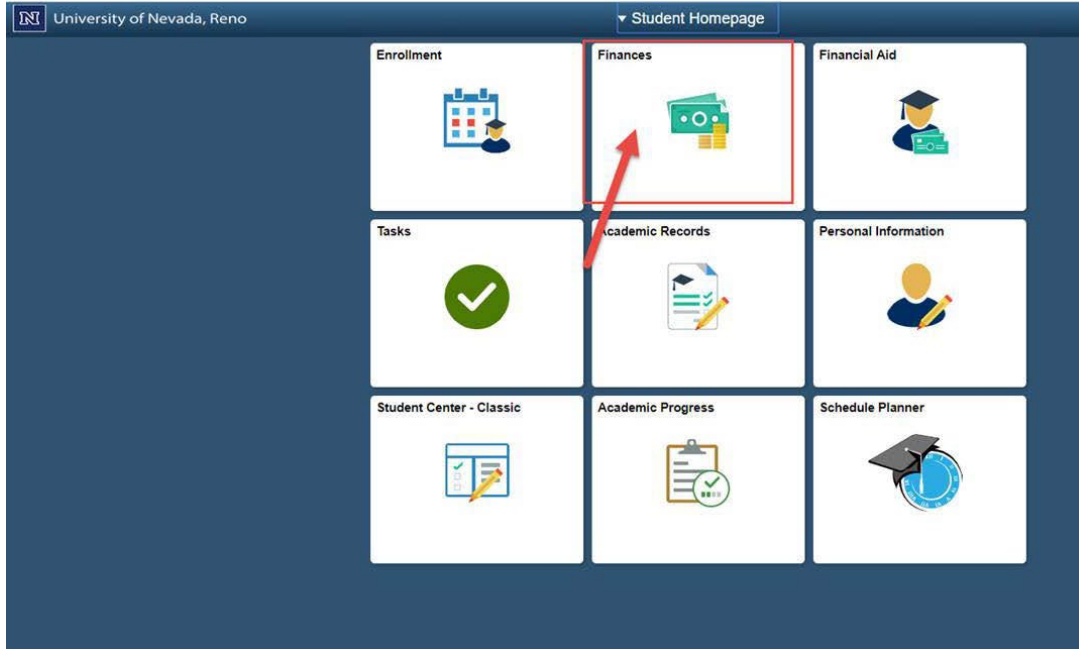 N University of Nevada, Reno
▾ Student Homepage
Enrollment
Finances
Financial Aid
Tasks
Academic Records
Personal Information
Student Center - Classic
Academic Progress
Schedule Planner